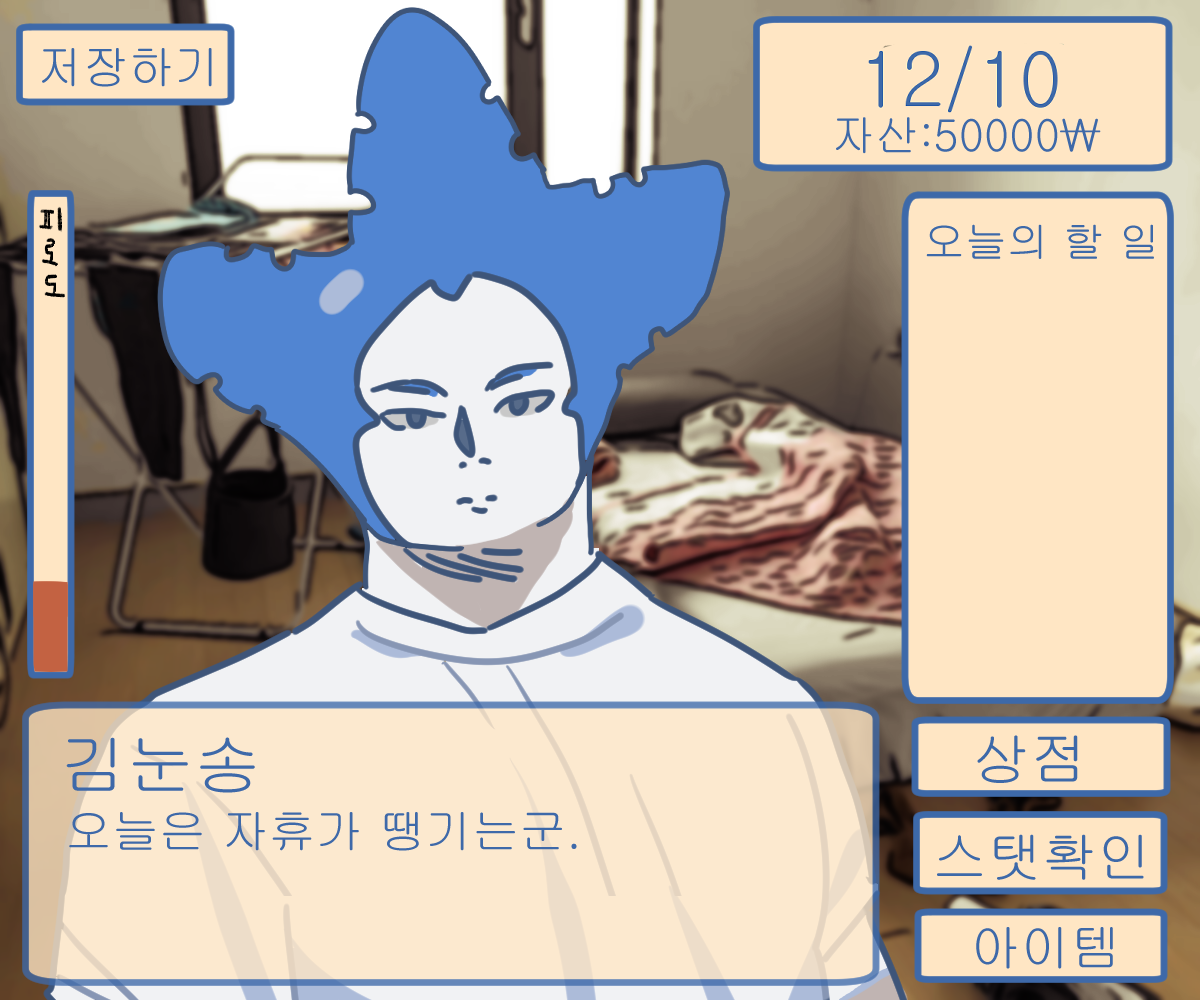 저장하기
12/10
자산:50000₩
피로도
오늘의 할 일
김눈송
오늘은 자휴가 땡기는군.
상점
스탯확인
아이템